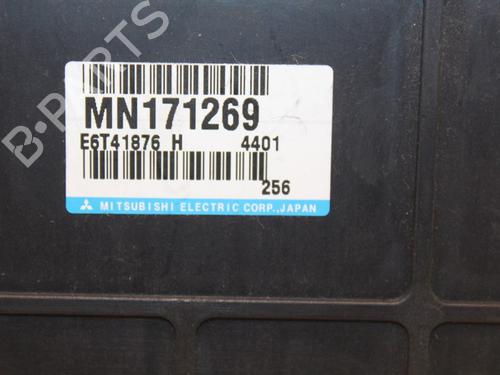 B-PARTS
MN171269
E6T41876 H 4401
256
MITSUBISHI ELECTRIC CORP., JAPAN